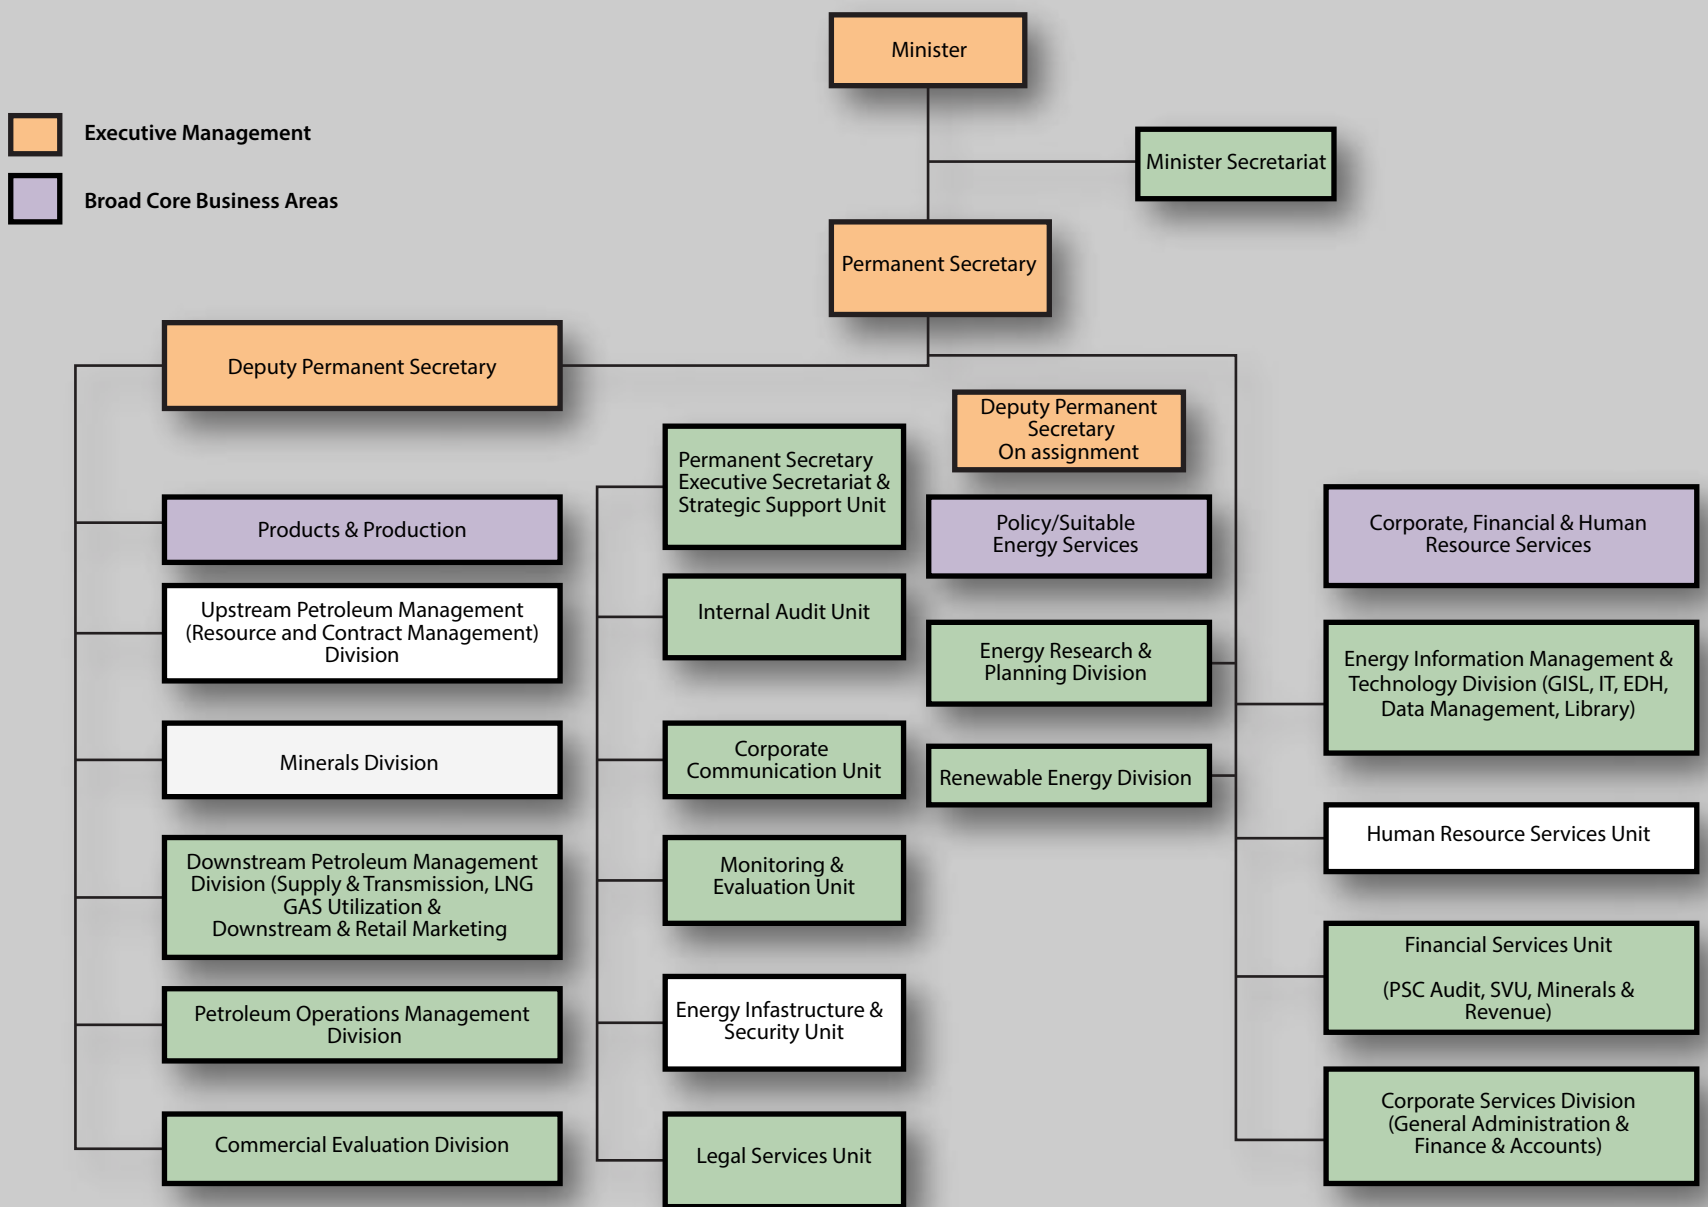 Minister
Executive Management
Broad Core Business Areas
Minister Secretariat
Permanent Secretary
Deputy Permanent Secretary
Deputy Permanent
Secretary
On assignment
Products & Production
Upstream Petroleum Management
(Resource and Contract Management)
Division
Minerals Division
Downstream Petroleum Management
Division (Supply & Transmission, LNG
GAS Utilization &
Downstream & Retail Marketing
Petroleum Operations Management
Division
Commercial Evaluation Division
Permanent Secretary
Executive Secretariat &
Strategic Support Unit
Internal Audit Unit
Corporate
Communication Unit
Monitoring &
Evaluation Unit
Energy Infastructure &
Security Unit
Legal Services Unit
Policy/Suitable
Energy Services
Energy Research &
Planning Division
Renewable Energy Division
Corporate, Financial & Human
Resource Services
Energy Information Management &
Technology Division (GISL, IT, EDH,
Data Management, Library)
Human Resource Services Unit
Financial Services Unit
(PSC Audit, SVU, Minerals &
Revenue)
Corporate Services Division
(General Administration &
Finance & Accounts)